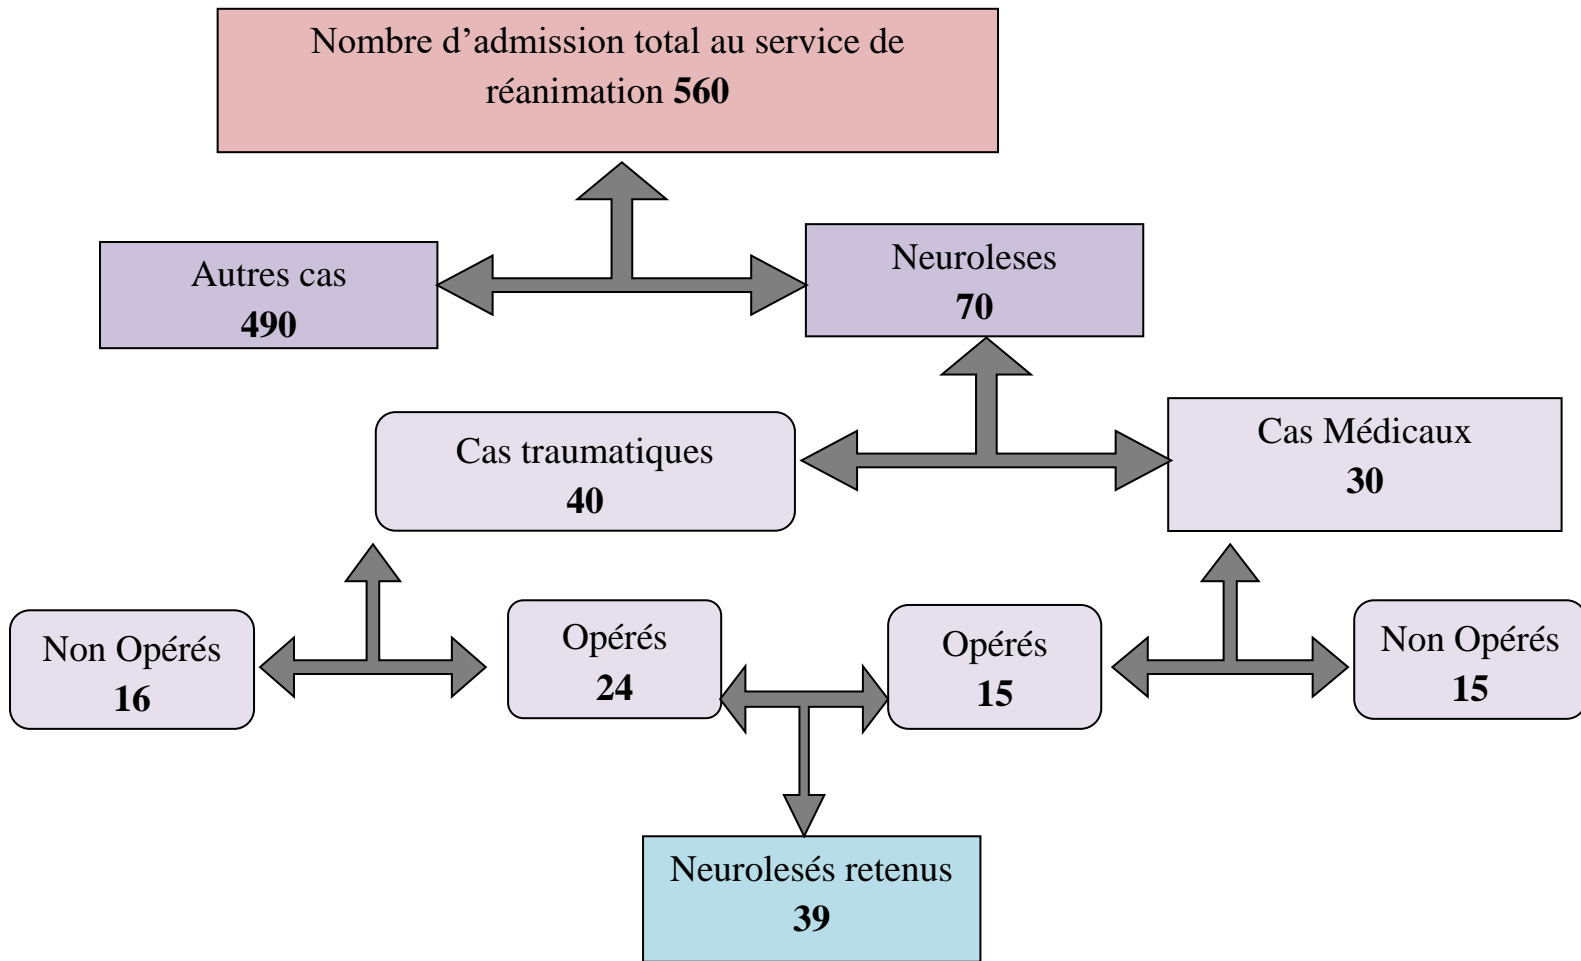 Nombre d’admission total au service de
réanimation 560
Autres cas
490
Neuroleses
70
Cas traumatiques
40
Cas Médicaux
30
Non Opérés
16
Opérés
24
Opérés
15
Non Opérés
15
Neurolesés retenus
39